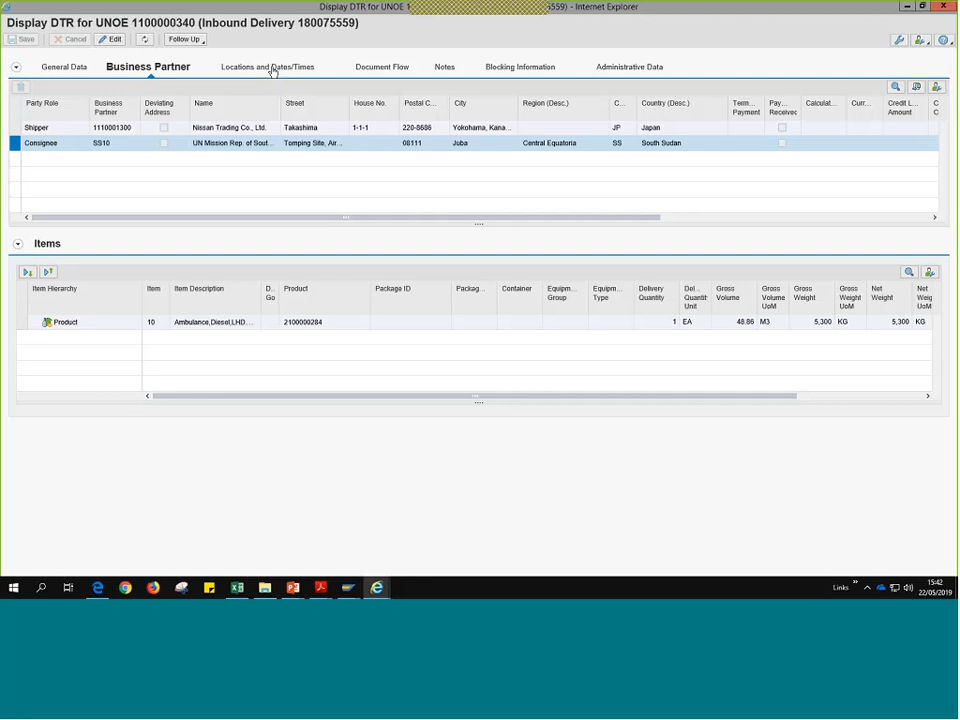 Display DTR for UNOE 1 559) - Internet Explorer
Display DTR for UNOE 1100000340 (Inbound Delivery 180075559)
Save Cancel Edit Follow Up
General Data Business Partner Locations and Dates/Times Document Flow Notes Blocking Information Administrative Data
Party Role Business Partner Deviating Address Name Street House No. Postal C... City Region (Desc.) C... Country (Desc.) Term... Payment Pay... Received Calculat... Curr... Credit L... Amount C C
Shipper 1110001300 Nissan Trading Co., Ltd. Takashima 1-1-1 220-8686 Yokohama, Kana... JP Japan
Consignee SS10 UN Mission Rep. of Sout... Tomping Site, Air... 08111 Juba Central Equatoria SS South Sudan
Items
Item Hierarchy Item Item Description D.. Go Product Package ID Packag... Container Equipm... Group Equipm... Type Delivery Quantity Del... Quantit Unit Gross Volume Gross Volume UoM Gross Weight Gross Weight UoM Net Weight Net Weig UoM
Product 10 Ambulance,Diesel,LHD... 2100000284 1 EA 48.86 M3 5,300 KG 5,300 KG
Links » 15:42
22/05/2019